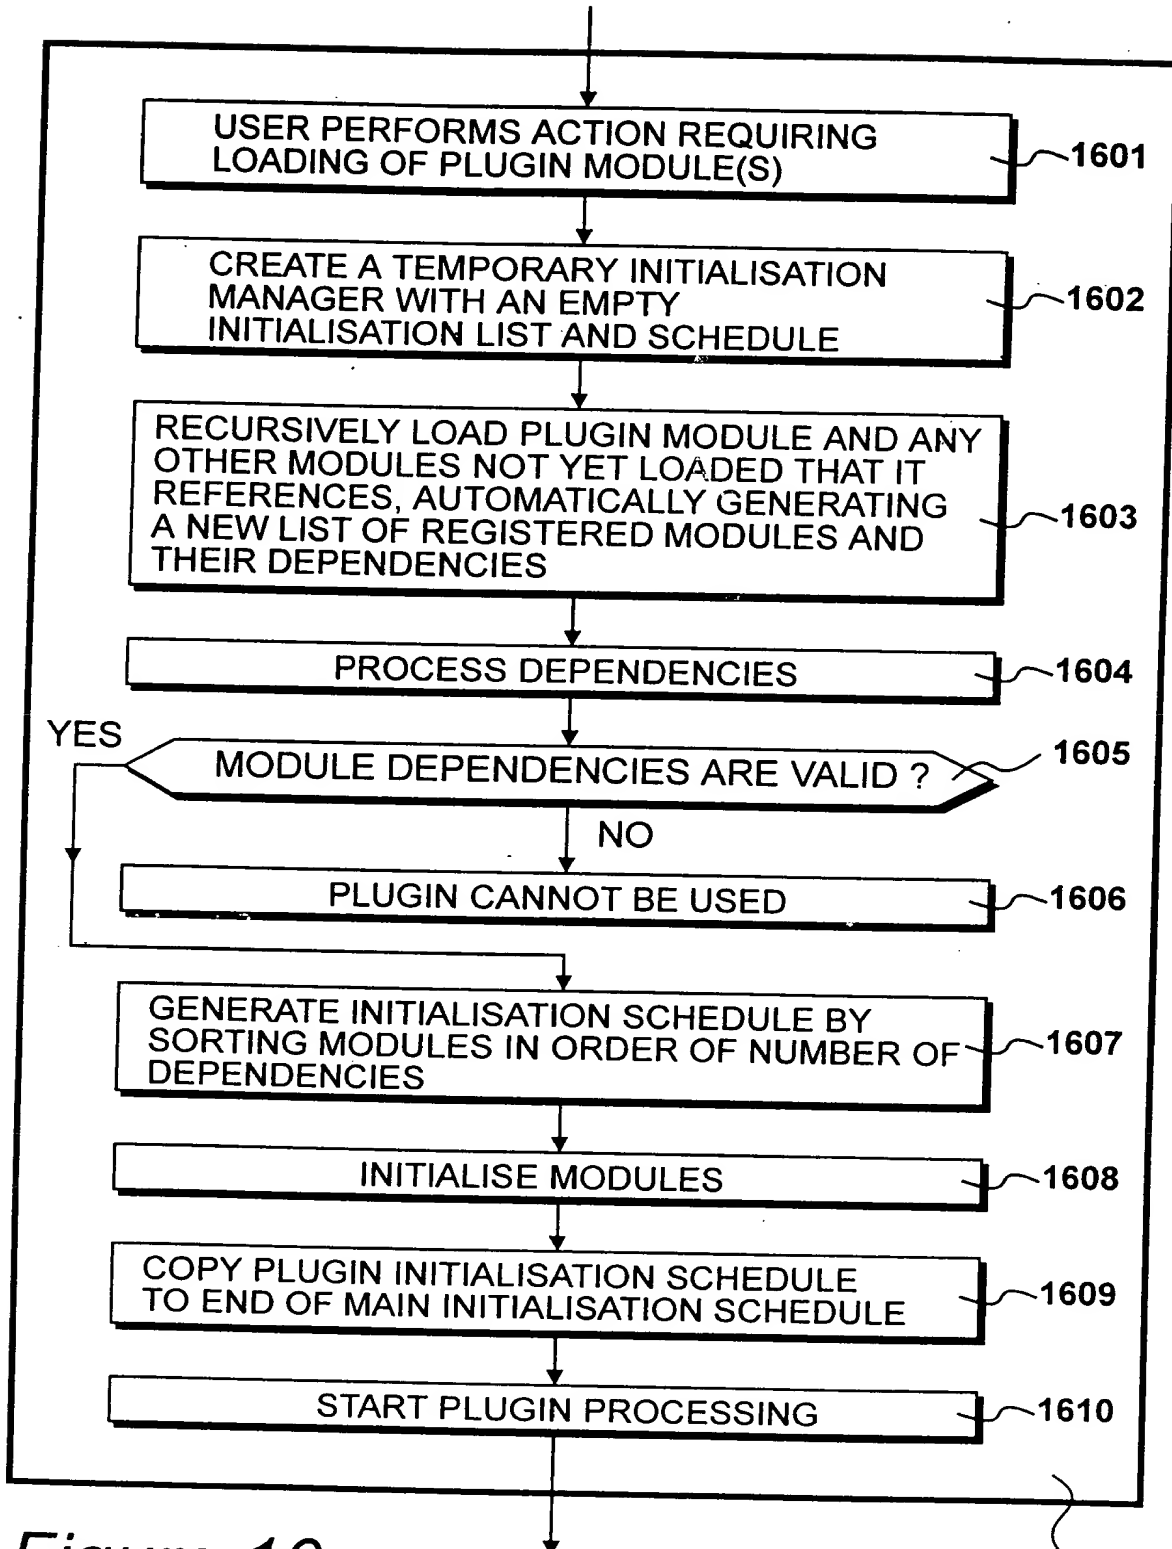 USER PERFORMS ACTION REQUIRING
LOADING OF PLUGIN MODULE(S)
1601
CREATE A TEMPORARY INITIALISATION
MANAGER WITH AN EMPTY
INITIALISATION LIST AND SCHEDULE
1602
RECURSIVELY LOAD PLUGIN MODULE AND ANY
OTHER MODULES NOT YET LOADED THAT IT
REFERENCES, AUTOMATICALLY GENERATING
A NEW LIST OF REGISTERED MODULES AND
THEIR DEPENDENCIES
1603
PROCESS DEPENDENCIES
1604
YES
MODULE DEPENDENCIES ARE VALID ?
1605
NO
PLUGIN CANNOT BE USED
1606
GENERATE INITIALISATION SCHEDULE BY
SORTING MODULES IN ORDER OF NUMBER OF
DEPENDENCIES
1607
INITIALISE MODULES
1608
COPY PLUGIN INITIALISATION SCHEDULE
TO END OF MAIN INITIALISATION SCHEDULE
1609
START PLUGIN PROCESSING
1610
Figure